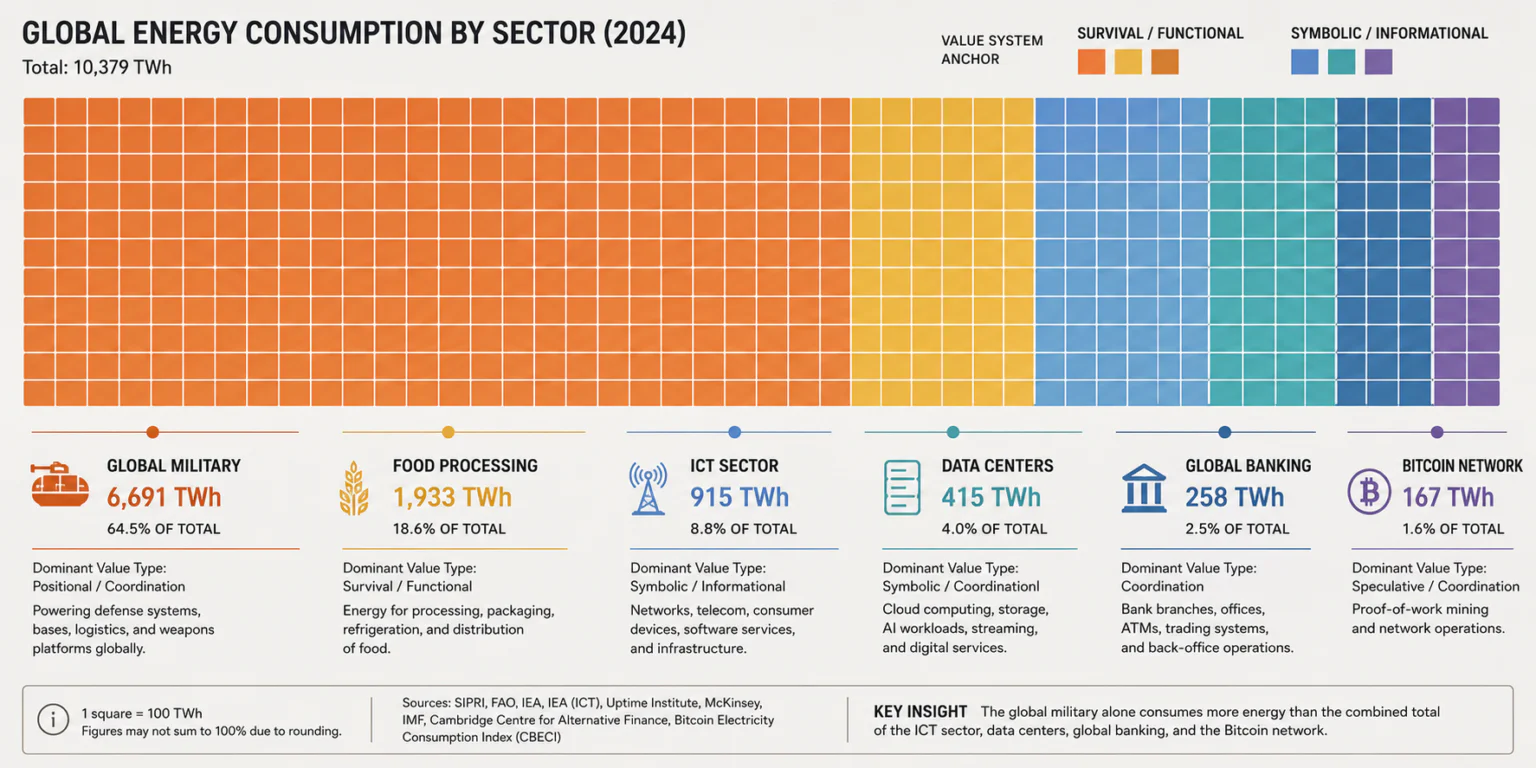 GLOBAL ENERGY CONSUMPTION BY SECTOR (2024)
Total: 10,379 TWh
VALUE SYSTEM
ANCHOR
SURVIVAL / FUNCTIONAL
SYMBOLIC / INFORMATIONAL
GLOBAL MILITARY
6,691 TWh
64.5% OF TOTAL
Dominant Value Type:
Positional / Coordination
Powering defense systems,
bases, logistics, and weapons
platforms globally.
FOOD PROCESSING
1,933 TWh
18.6% OF TOTAL
Dominant Value Type:
Survival / Functional
Energy for processing, packaging,
refrigeration, and distribution
of food.
ICT SECTOR
915 TWh
8.8% OF TOTAL
Dominant Value Type:
Symbolic / Informational
Networks, telecom, consumer
devices, software services,
and infrastructure.
DATA CENTERS
415 TWh
4.0% OF TOTAL
Dominant Value Type:
Symbolic / Coordinationl
Cloud computing, storage,
AI workloads, streaming,
and digital services.
GLOBAL BANKING
258 TWh
2.5% OF TOTAL
Dominant Value Type:
Coordination
Bank branches, offices,
ATMs, trading systems,
and back-office operations.
BITCOIN NETWORK
167 TWh
1.6% OF TOTAL
Dominant Value Type:
Speculative / Coordination
Proof-of-work mining
and network operations.
1 square = 100 TWh
Figures may not sum to 100% due to rounding.
Sources: SIPRI, FAO, IEA, IEA (ICT), Uptime Institute, McKinsey,
IMF, Cambridge Centre for Alternative Finance, Bitcoin Electricity
Consumption Index (CBECI)
KEY INSIGHT The global military alone consumes more energy than the combined total
of the ICT sector, data centers, global banking, and the Bitcoin network.